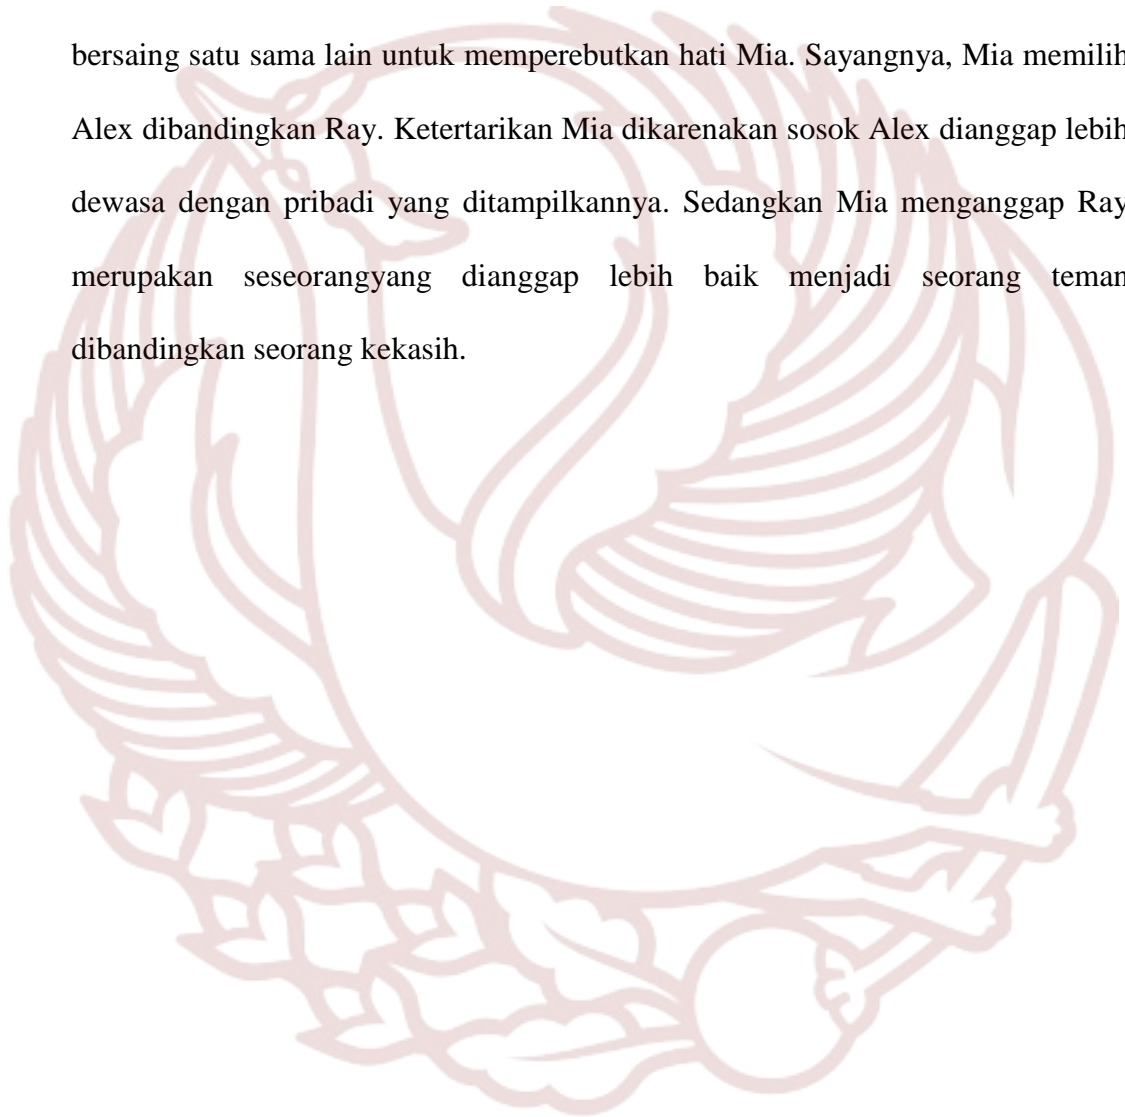 bersaing satu sama lain untuk memperebutkan hati Mia. Sayangnya, Mia memilih
Alex dibandingkan Ray. Ketertarikan Mia dikarenakan sosok Alex dianggap lebih
dewasa dengan pribadi yang ditampilkannya. Sedangkan Mia menganggap Ray
merupakan seseorangyang dianggap lebih baik menjadi seorang teman
dibandingkan seorang kekasih.